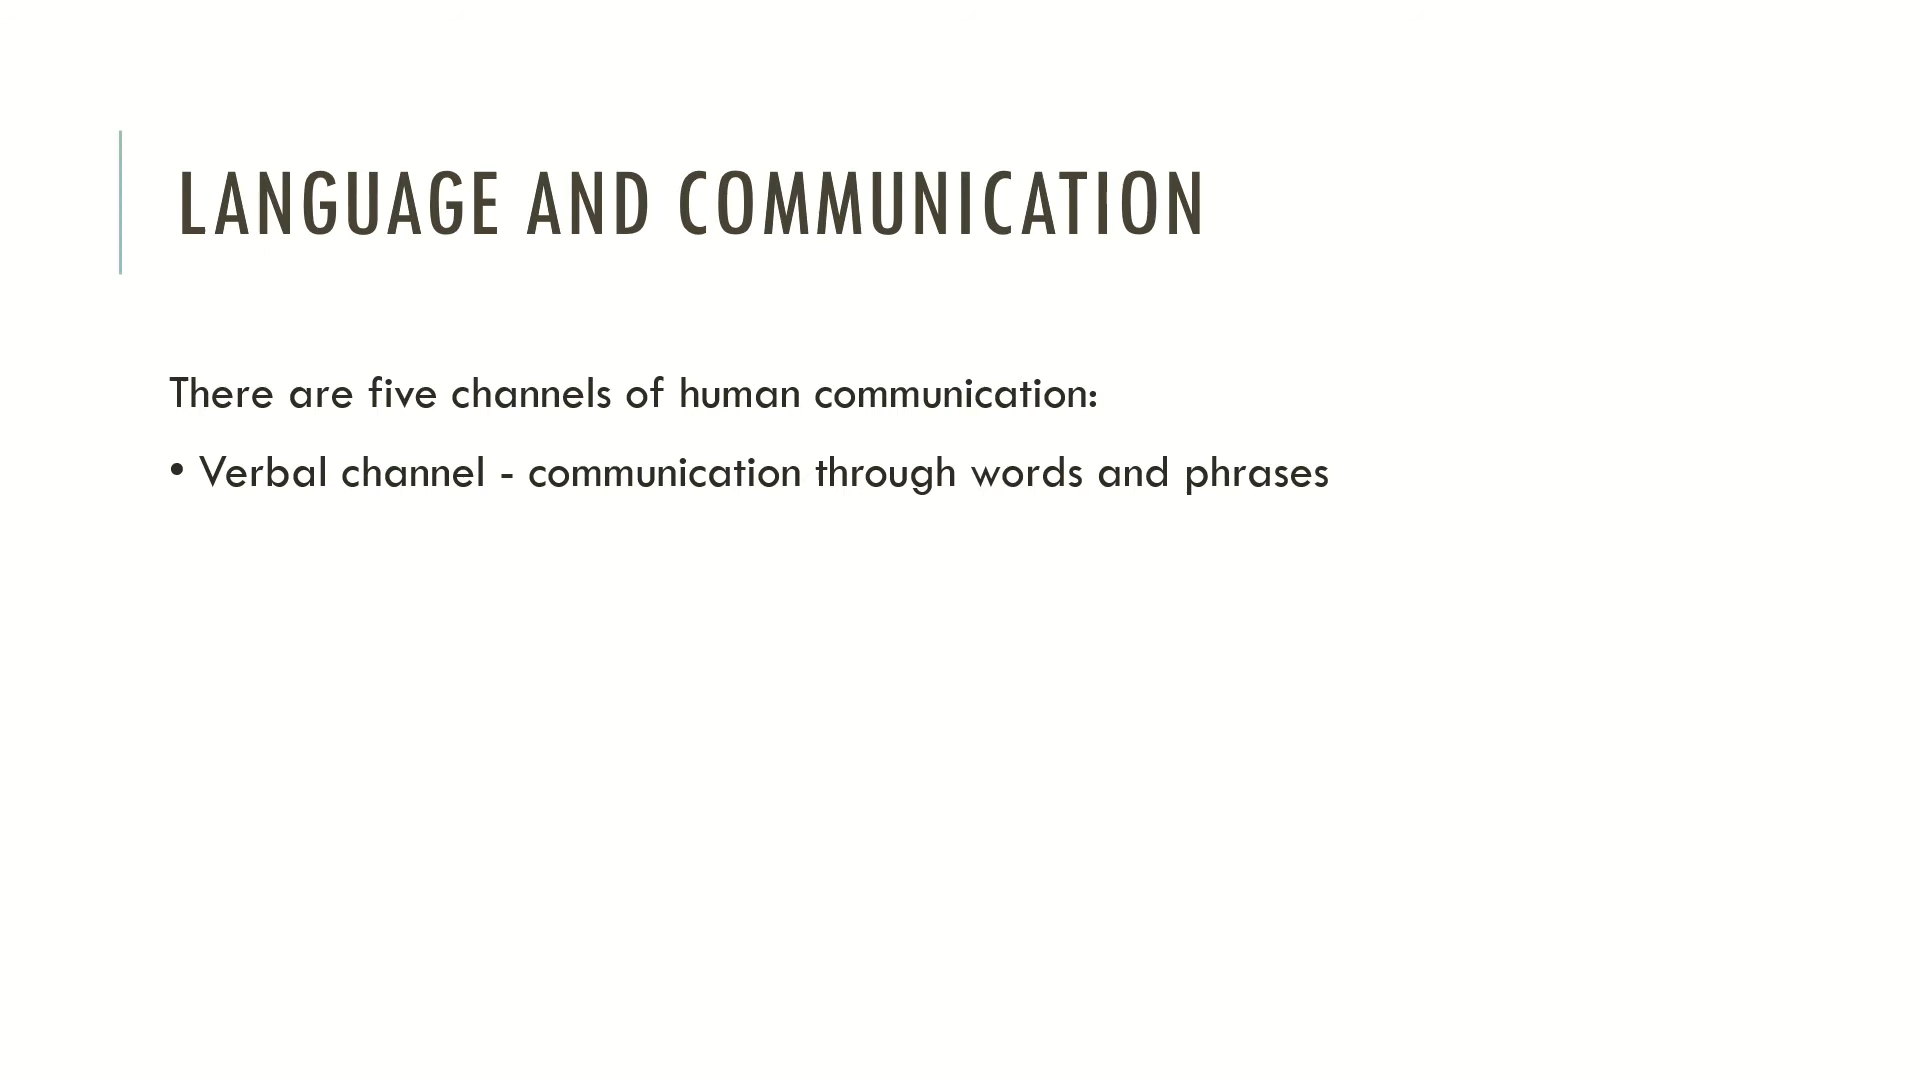 LANGUAGE AND COMMUNICATION
There are five channels of human communication:
• Verbal channel - communication through words and phrases